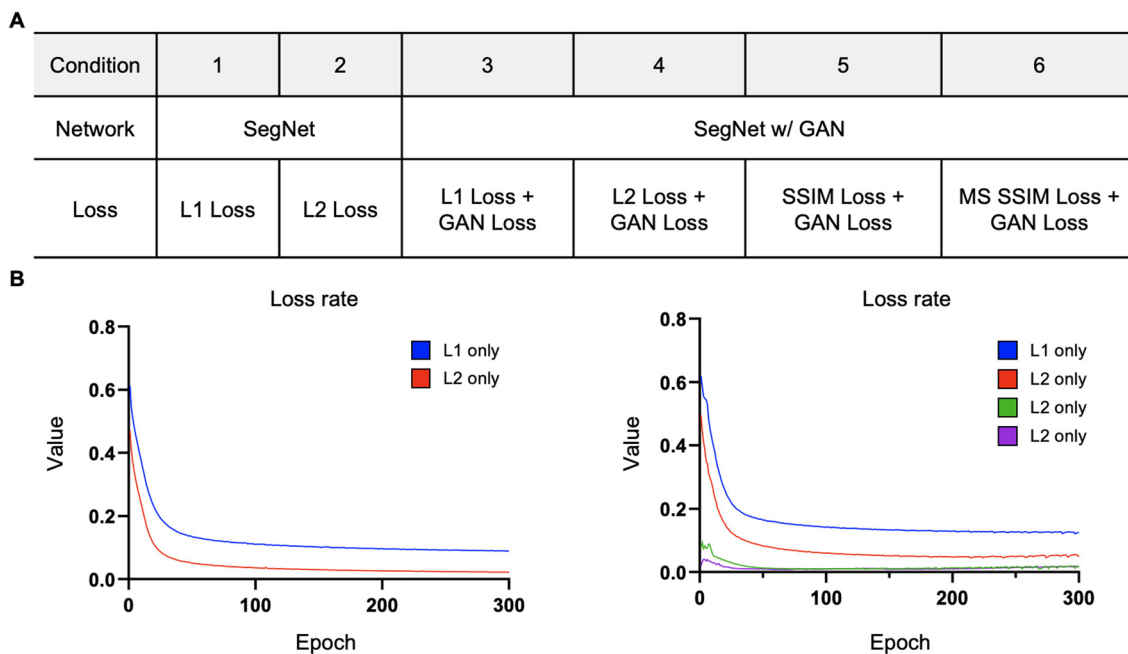 A
Condition 1 2 3 4 5 6
Network SegNet SegNet w/ GAN
Loss L1 Loss L2 Loss L1 Loss + GAN Loss L2 Loss + GAN Loss SSIM Loss + GAN Loss MS SSIM Loss + GAN Loss
B
Loss rate
L1 only
L2 only
Value
0.8
0.6
0.4
0.2
0.0
0 100 200 300
Epoch
Loss rate
L1 only
L2 only
L2 only
L2 only
Value
0.8
0.6
0.4
0.2
0.0
0 100 200 300
Epoch